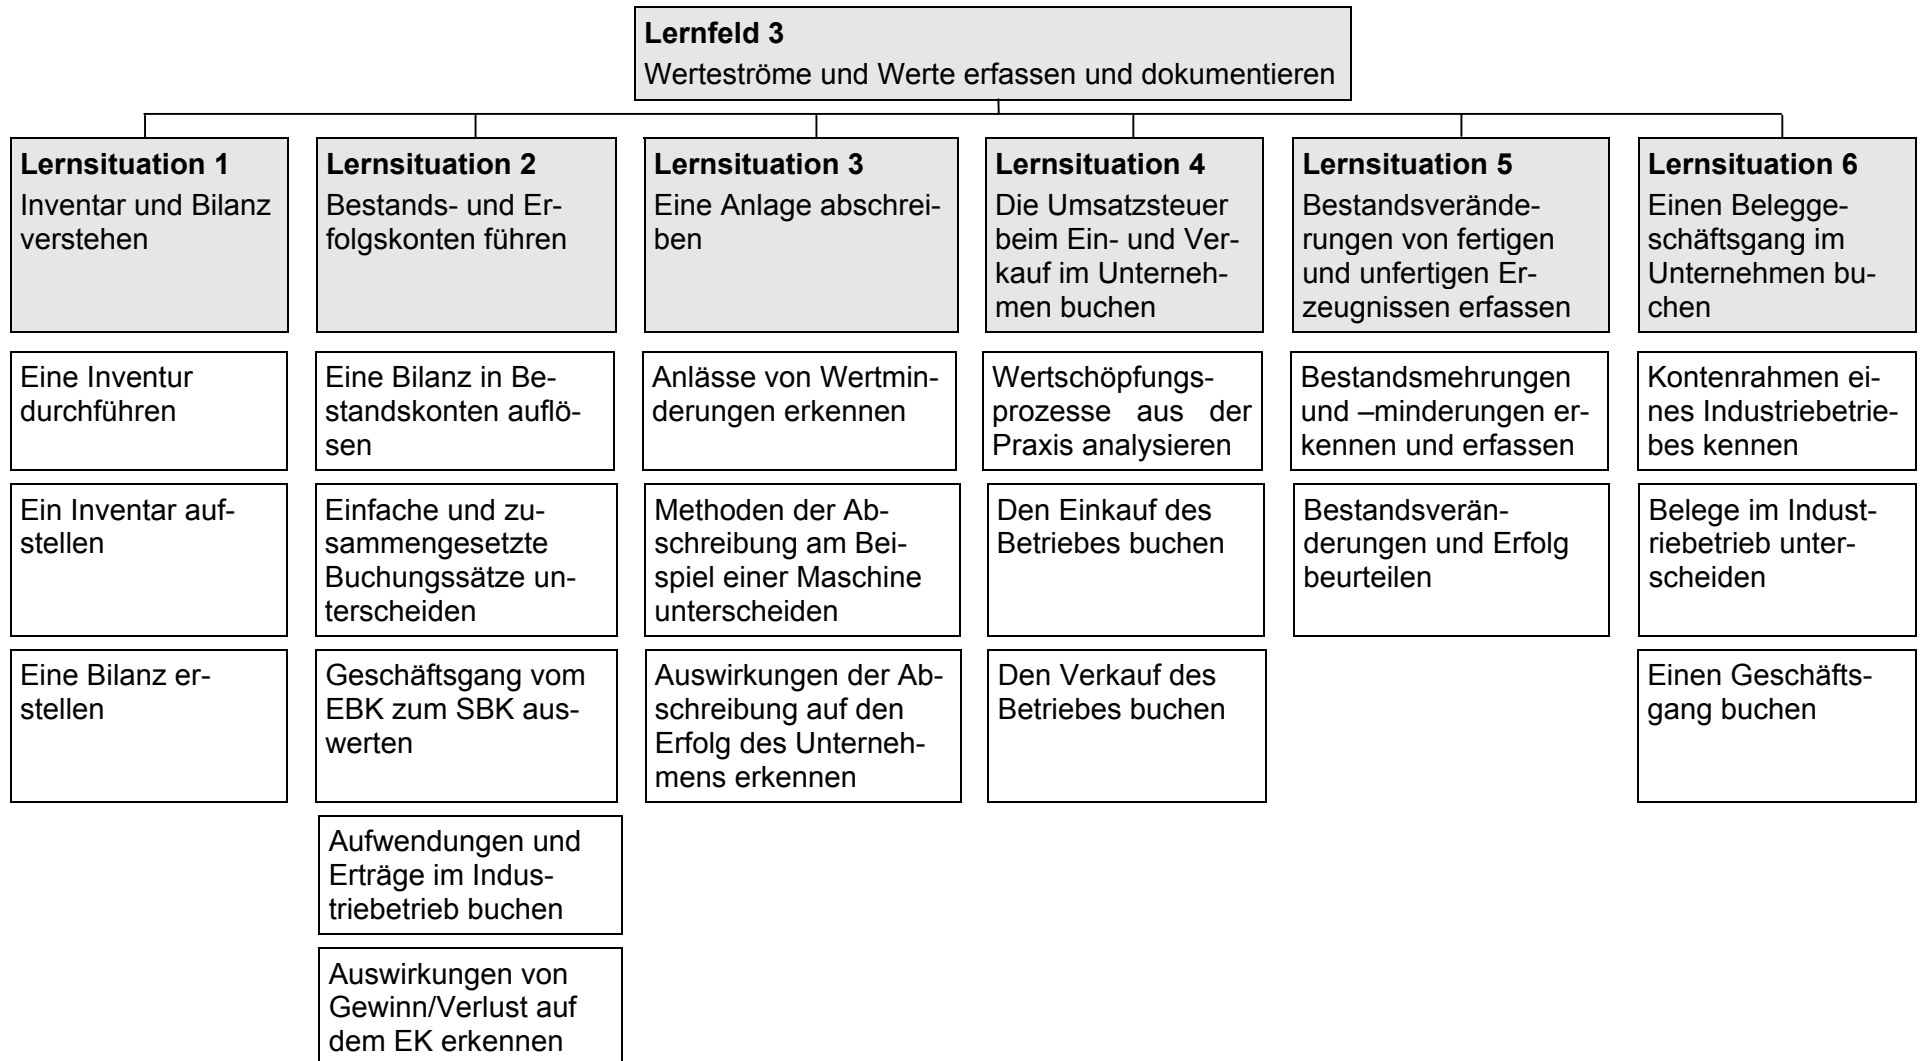 Lernfeld 3
Werteströme und Werte erfassen und dokumentieren
Lernsituation 1
Inventar und Bilanz
verstehen
Lernsituation 2
Bestands- und Er-
folgskonten führen
Lernsituation 3
Eine Anlage abschrei-
ben
Lernsituation 4
Die Umsatzsteuer
beim Ein- und Ver-
kauf im Unterneh-
men buchen
Lernsituation 5
Bestandsverände-
rungen von fertigen
und unfertigen Er-
zeugnissen erfassen
Lernsituation 6
Einen Belegge-
schäftsgang im
Unternehmen bu-
chen
Eine Inventur
durchführen
Eine Bilanz in Be-
standskonten auflö-
sen
Anlässe von Wertmin-
derungen erkennen
Wertschöpfungs-
prozesse aus der
Praxis analysieren
Bestandsmehrungen
und –minderungen er-
kennen und erfassen
Kontenrahmen ei-
nes Industriebetrie-
bes kennen
Ein Inventar auf-
stellen
Einfache und zu-
sammengesetzte
Buchungssätze un-
terscheiden
Methoden der Ab-
schreibung am Bei-
spiel einer Maschine
unterscheiden
Den Einkauf des
Betriebes buchen
Bestandsverän-
derungen und Erfolg
beurteilen
Belege im Indust-
riebetrieb unter-
scheiden
Eine Bilanz er-
stellen
Geschäftsgang vom
EBK zum SBK aus-
werten
Auswirkungen der Ab-
schreibung auf den
Erfolg des Unterneh-
mens erkennen
Den Verkauf des
Betriebes buchen
Einen Geschäfts-
gang buchen
Aufwendungen und
Erträge im Indus-
triebetrieb buchen
Auswirkungen von
Gewinn/Verlust auf
dem EK erkennen